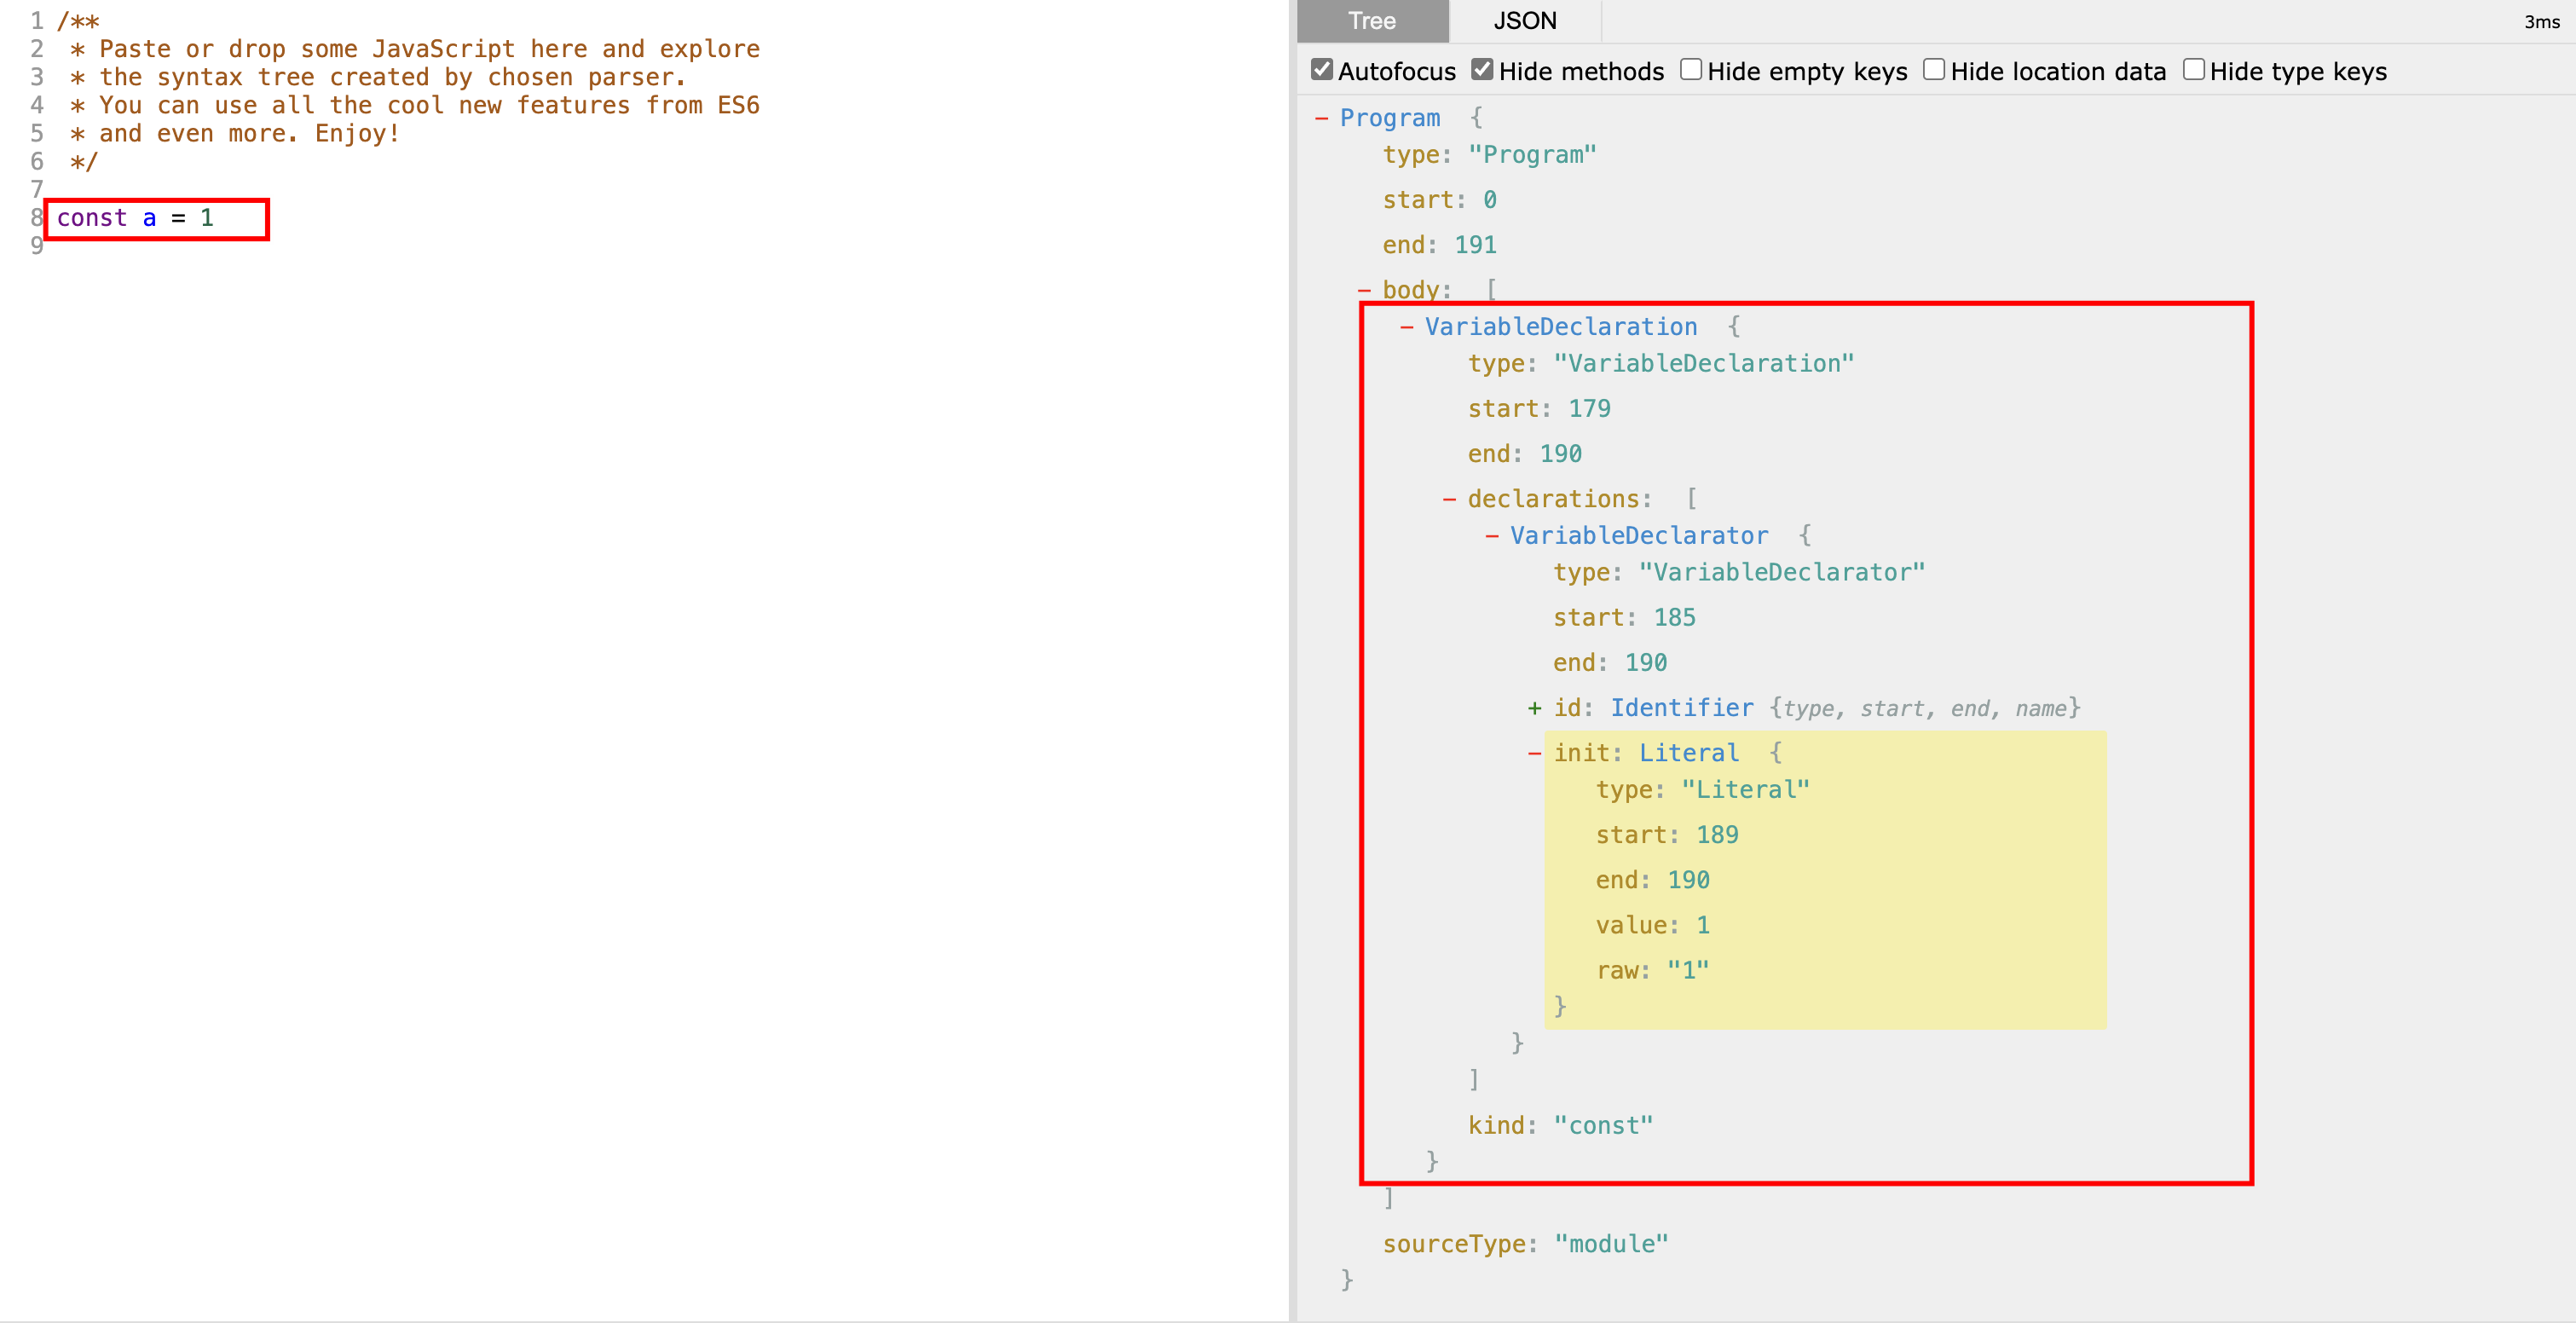 1 /**
2  * Paste or drop some JavaScript here and explore
3  * the syntax tree created by chosen parser.
4  * You can use all the cool new features from ES6
5  * and even more. Enjoy!
6  */
7
8 const a = 1
9
Tree JSON 3ms
Autofocus Hide methods Hide empty keys Hide location data Hide type keys
- Program {
type: "Program"
start: 0
end: 191
- body: [
- VariableDeclaration {
type: "VariableDeclaration"
start: 179
end: 190
- declarations: [
- VariableDeclarator {
type: "VariableDeclarator"
start: 185
end: 190
+ id: Identifier {type, start, end, name}
- init: Literal {
type: "Literal"
start: 189
end: 190
value: 1
raw: "1"
}
}
]
kind: "const"
}
]
sourceType: "module"
}